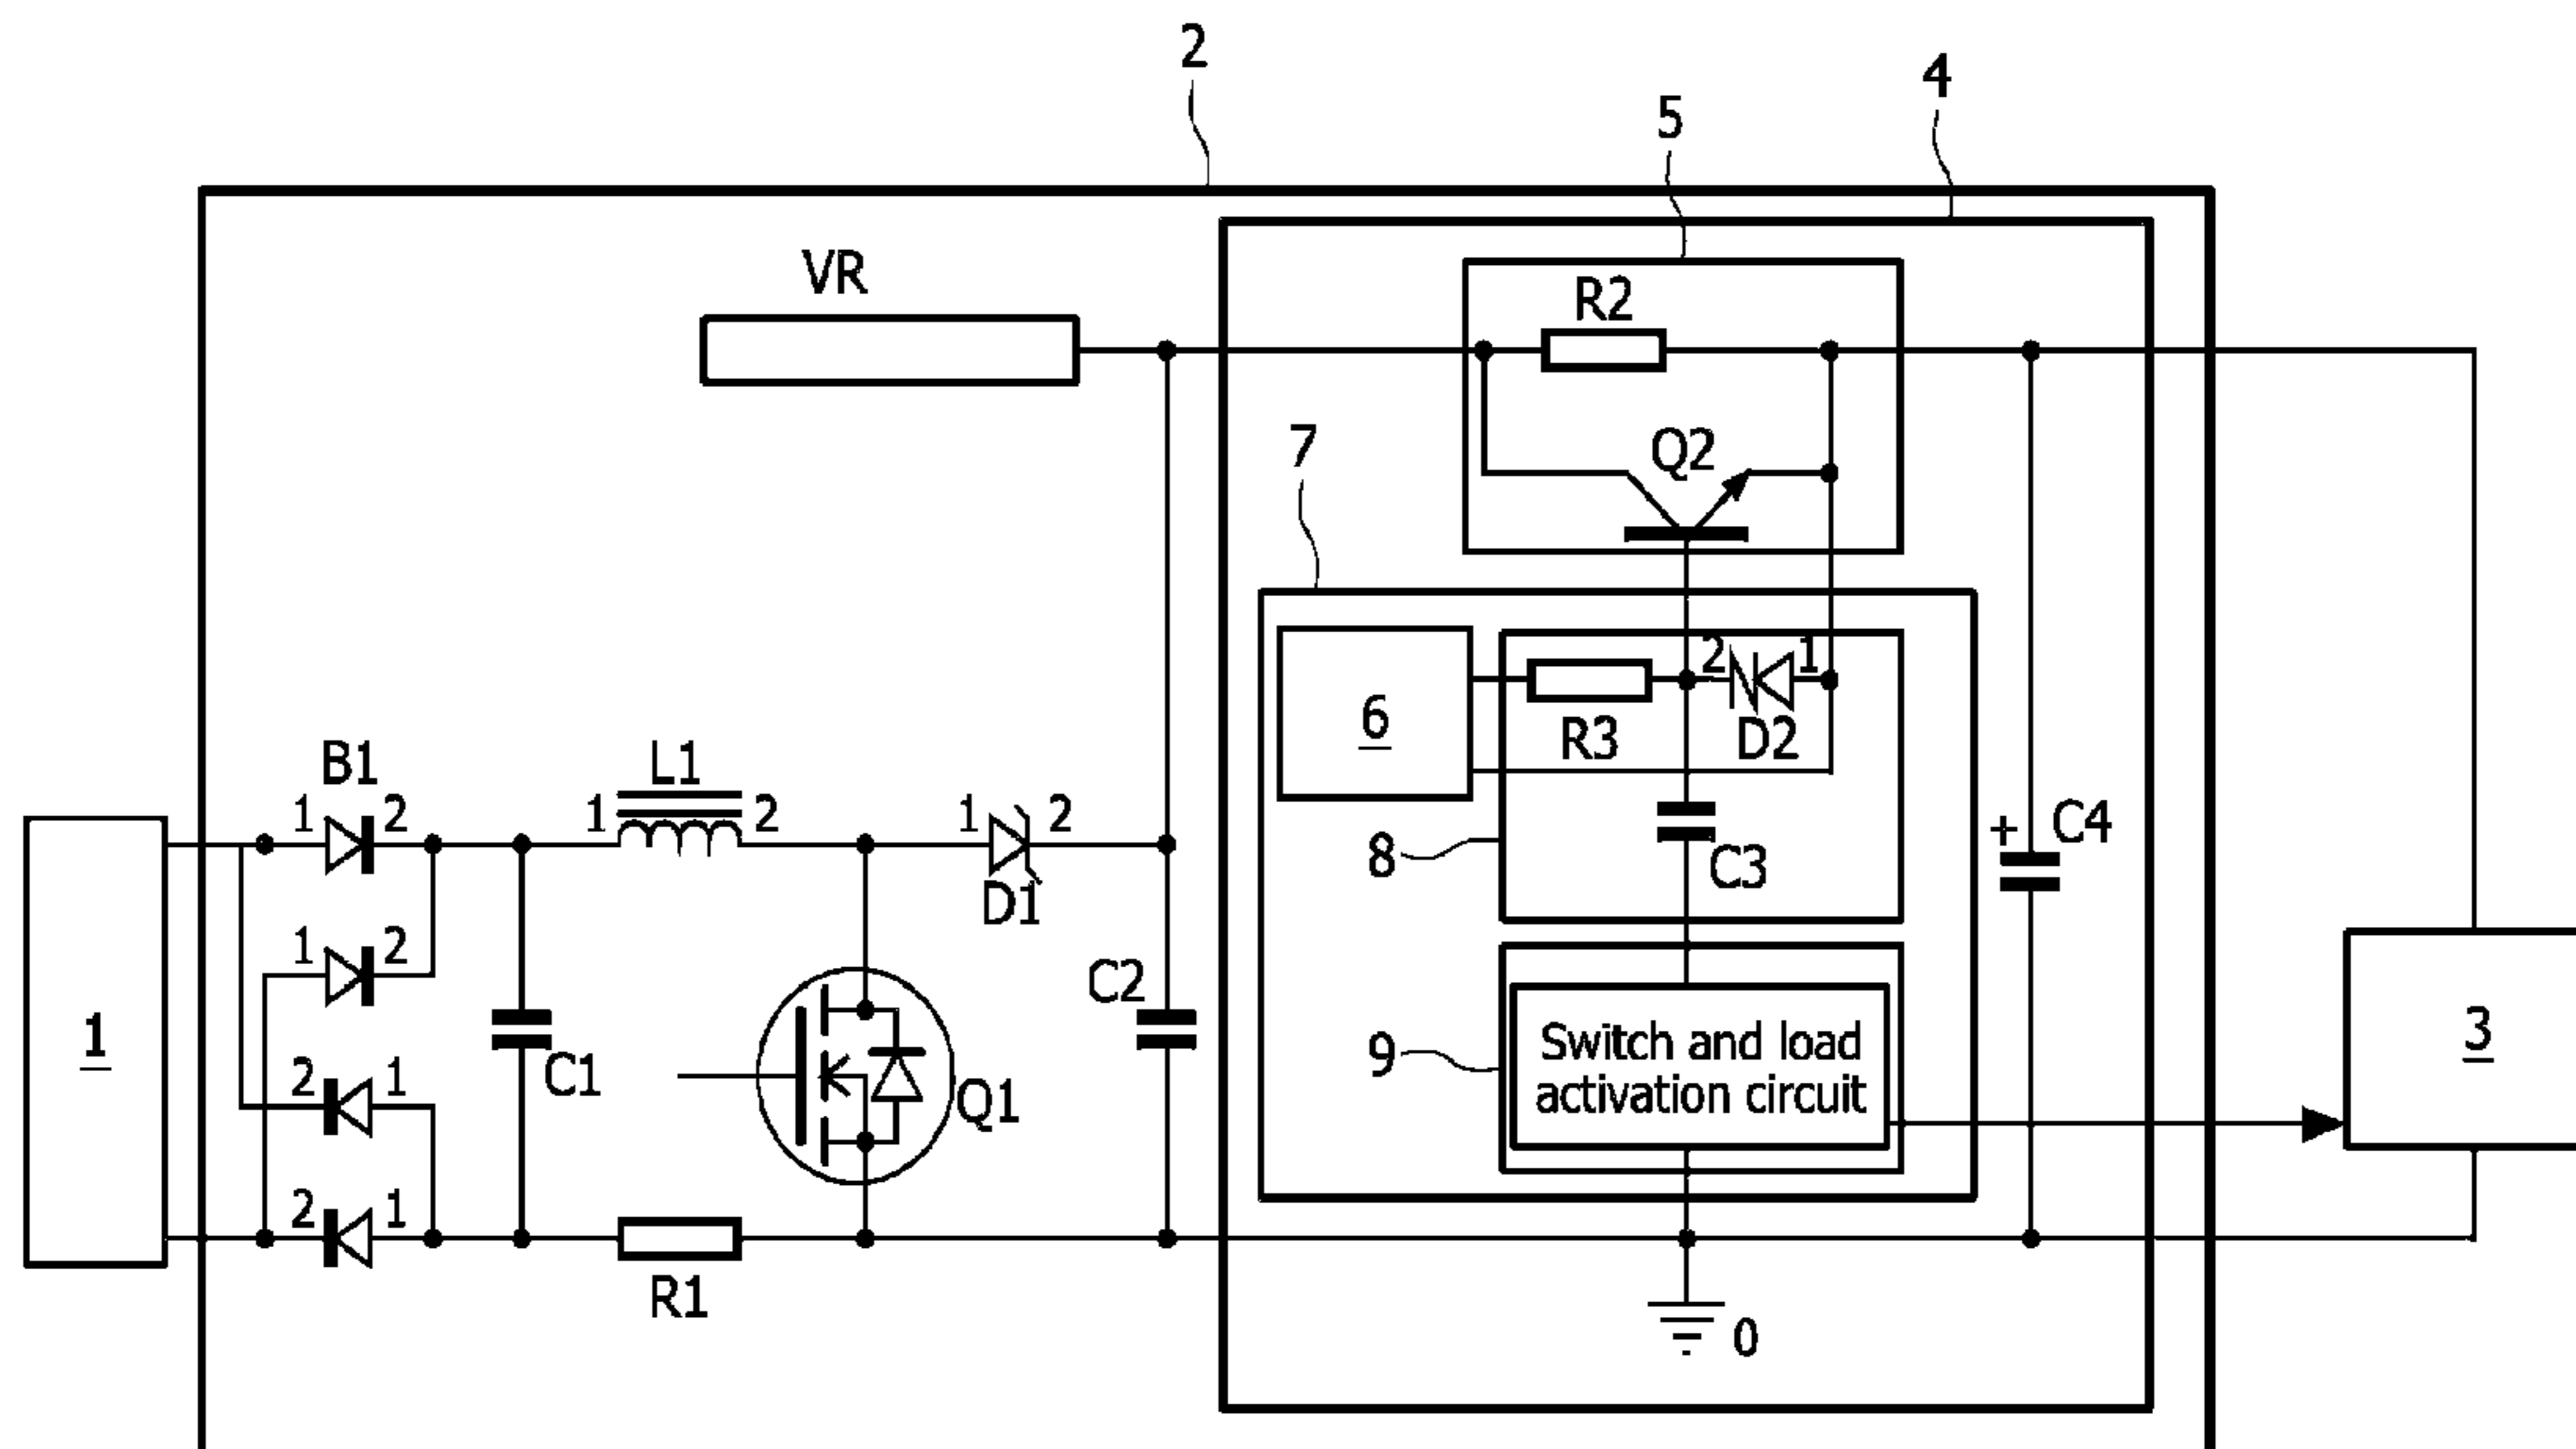 2
4
5
VR
R2
7
Q2
2 1
6
R3
D2
B1
L1
1 2
1 2
1 2
+ C4
8
C3
D1
1 2
C2
1
9
Switch and load
activation circuit
3
2 1
C1
Q1
2 1
R1
0